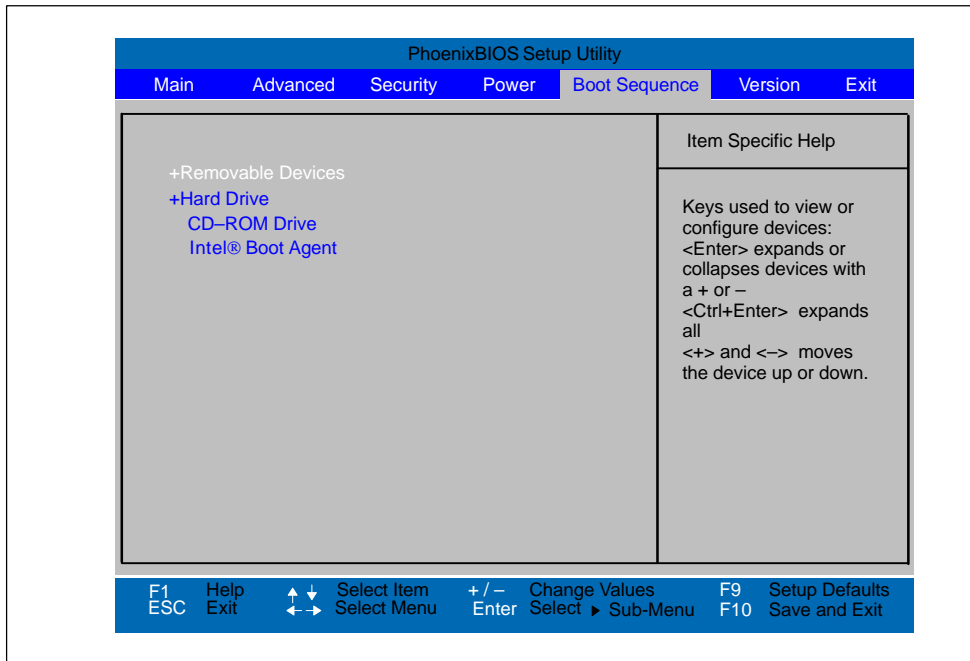 PhoenixBIOS Setup Utility
Main Advanced Security Power Boot Sequence Version Exit
+Removable Devices
+Hard Drive
CD–ROM Drive
Intel® Boot Agent
Item Specific Help
Keys used to view or
configure devices:
<Enter> expands or
collapses devices with
a + or –
<Ctrl+Enter> expands
all
<+> and <–> moves
the device up or down.
F1 Help Select Item +/– Change Values F9 Setup Defaults
ESC Exit Select Menu Enter Select Sub-Menu F10 Save and Exit